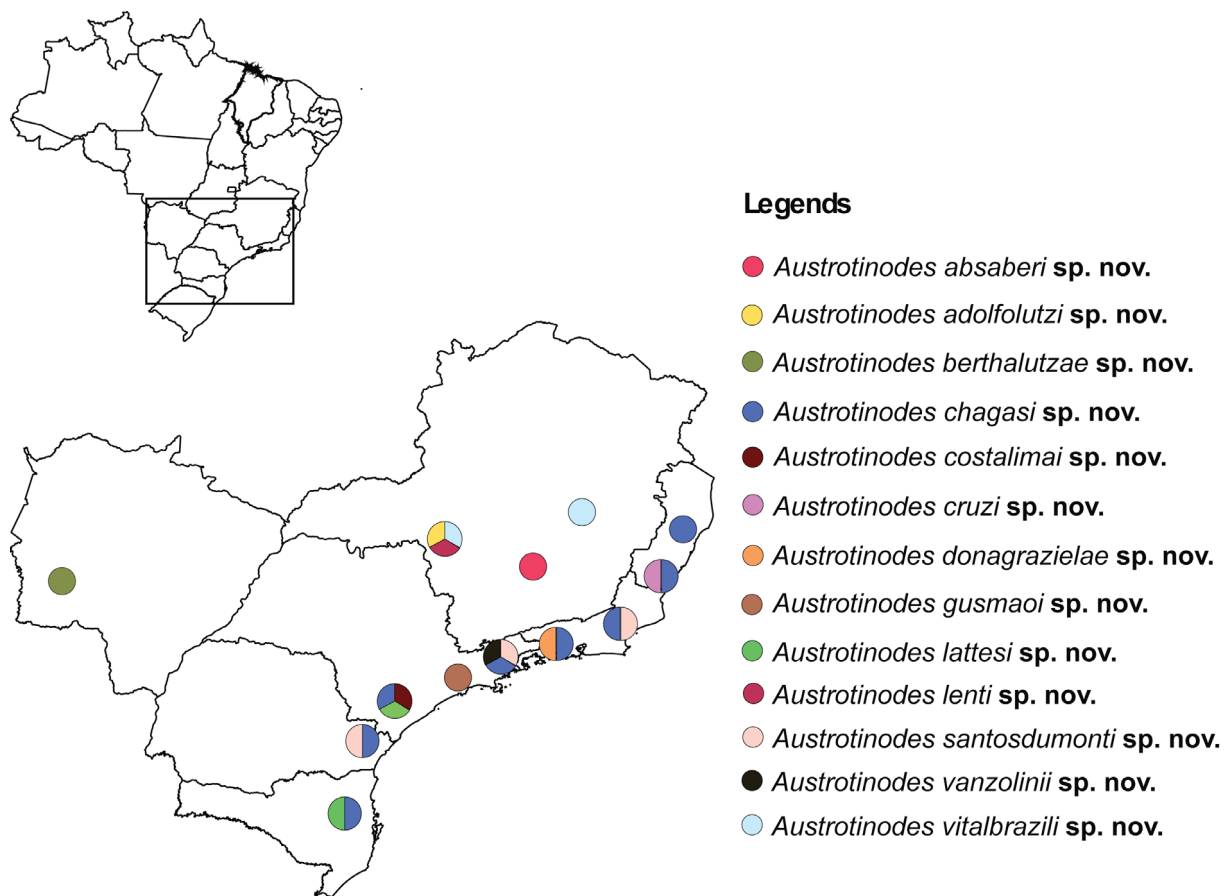 Legends
Austrotinodes absaberi sp. nov.
Austrotinodes adolfolutzi sp. nov.
Austrotinodes berthalutzae sp. nov.
Austrotinodes chagasi sp. nov.
Austrotinodes costalimai sp. nov.
Austrotinodes cruzi sp. nov.
Austrotinodes donagrazielae sp. nov.
Austotinodes gusmaoi sp. nov.
Austrotinodes lattesi sp. nov.
Austrotinodes lenti sp. nov.
Austrotinodes santosdumonti sp. nov.
Austrotinodes vanzolinii sp. nov.
Austrotinodes vitalbrazili sp. nov.